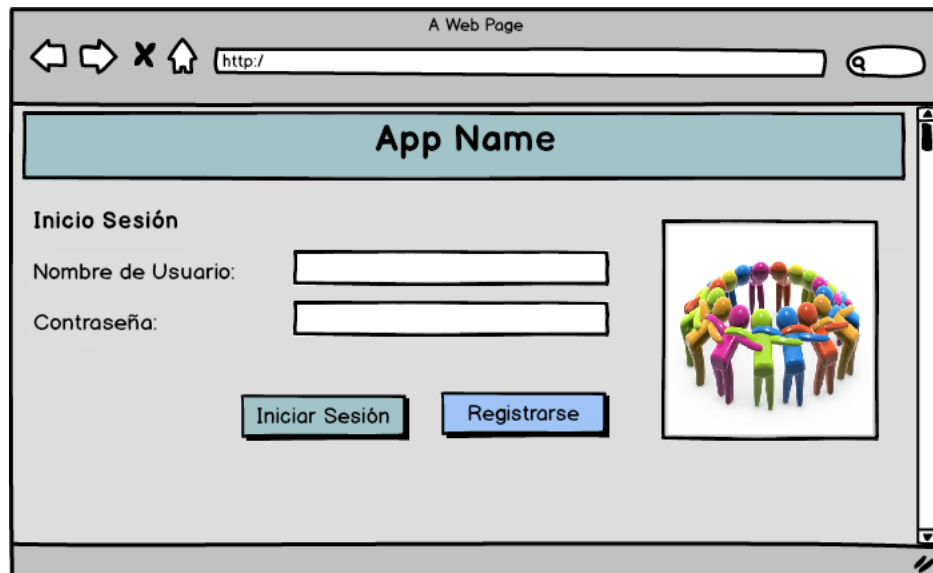 A Web Page
http:/
App Name
Inicio Sesión
Nombre de Usuario:
Contraseña:
Iniciar Sesión
Registrarse